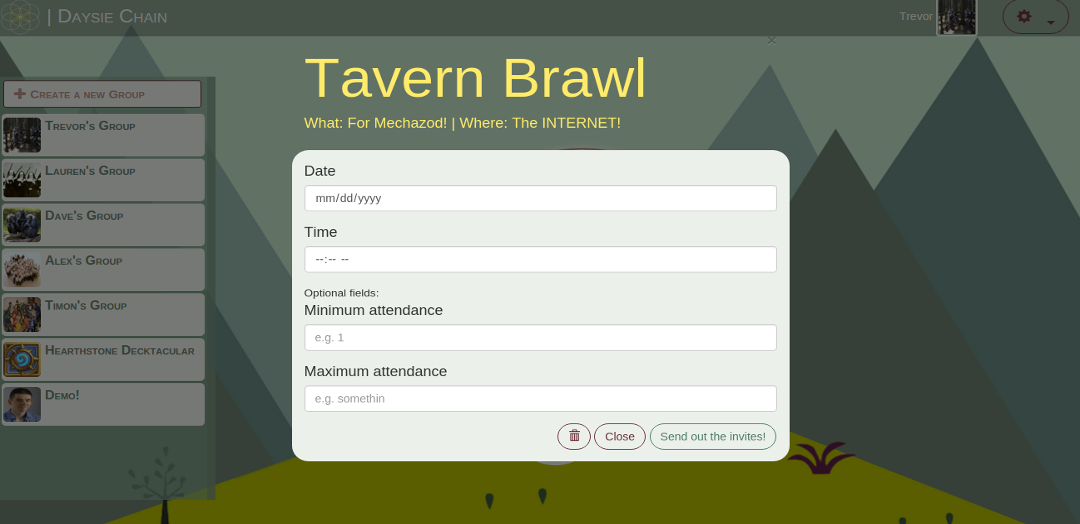 | Daysie Chain
Trevor
×
Tavern Brawl
What: For Mechazod! | Where: The INTERNET!
Create a new Group
Trevor's Group
Lauren's Group
Dave's Group
Alex's Group
Timon's Group
Hearthstone Decktacular
Demo!
Date
mm/dd/yyyy
Time
--:-- --
Optional fields:
Minimum attendance
e.g. 1
Maximum attendance
e.g. somethin
Close
Send out the invites!